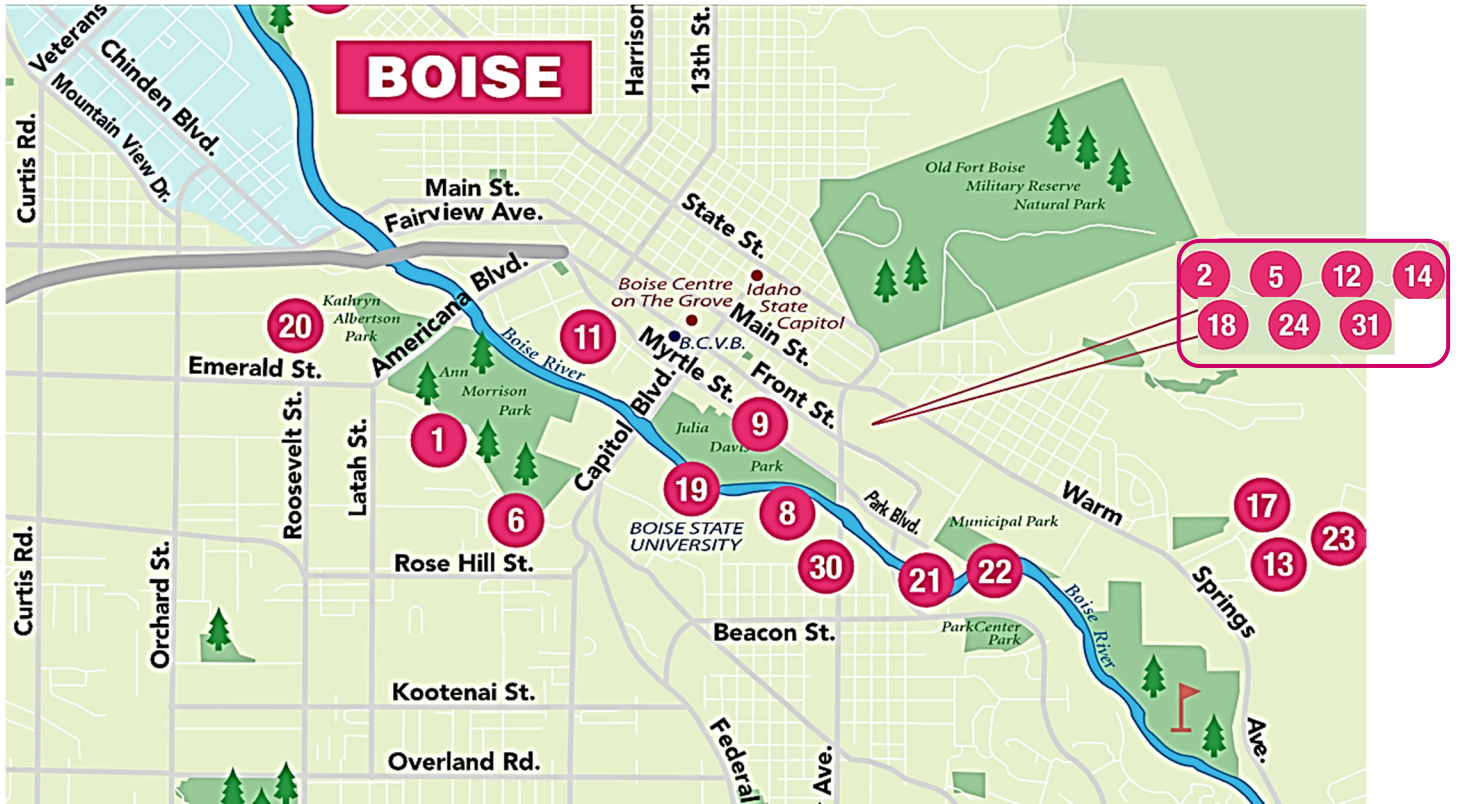 BOISE
Veterans
Chinden Blvd.
Mountain View Dr.
Curtis Rd.
Harrison
13th St.
Main St.
Fairview Ave.
State St.
Old Fort Boise
Military Reserve
Natural Park
2
5
12
14
18
24
31
Americana Blvd.
Kathryn
Albertson
Park
20
Emerald St.
Boise River
11
Boise Centre
on The Grove
Idaho
State
Capitol
B.C.V.B.
Main St.
Myrtle St.
Front St.
Ann
Morrison
Park
1
6
Capitol Blvd.
Julia
Davis
Park
9
19
8
BOISE STATE
UNIVERSITY
30
Park Blvd.
Municipal Park
21
22
Warm
Springs
Ave.
17
13
23
Roosevelt St.
Latah St.
Rose Hill St.
Curtis Rd.
Orchard St.
Beacon St.
ParkCenter
Park
Boise River
Kootenai St.
Overland Rd.
Federal
Ave.